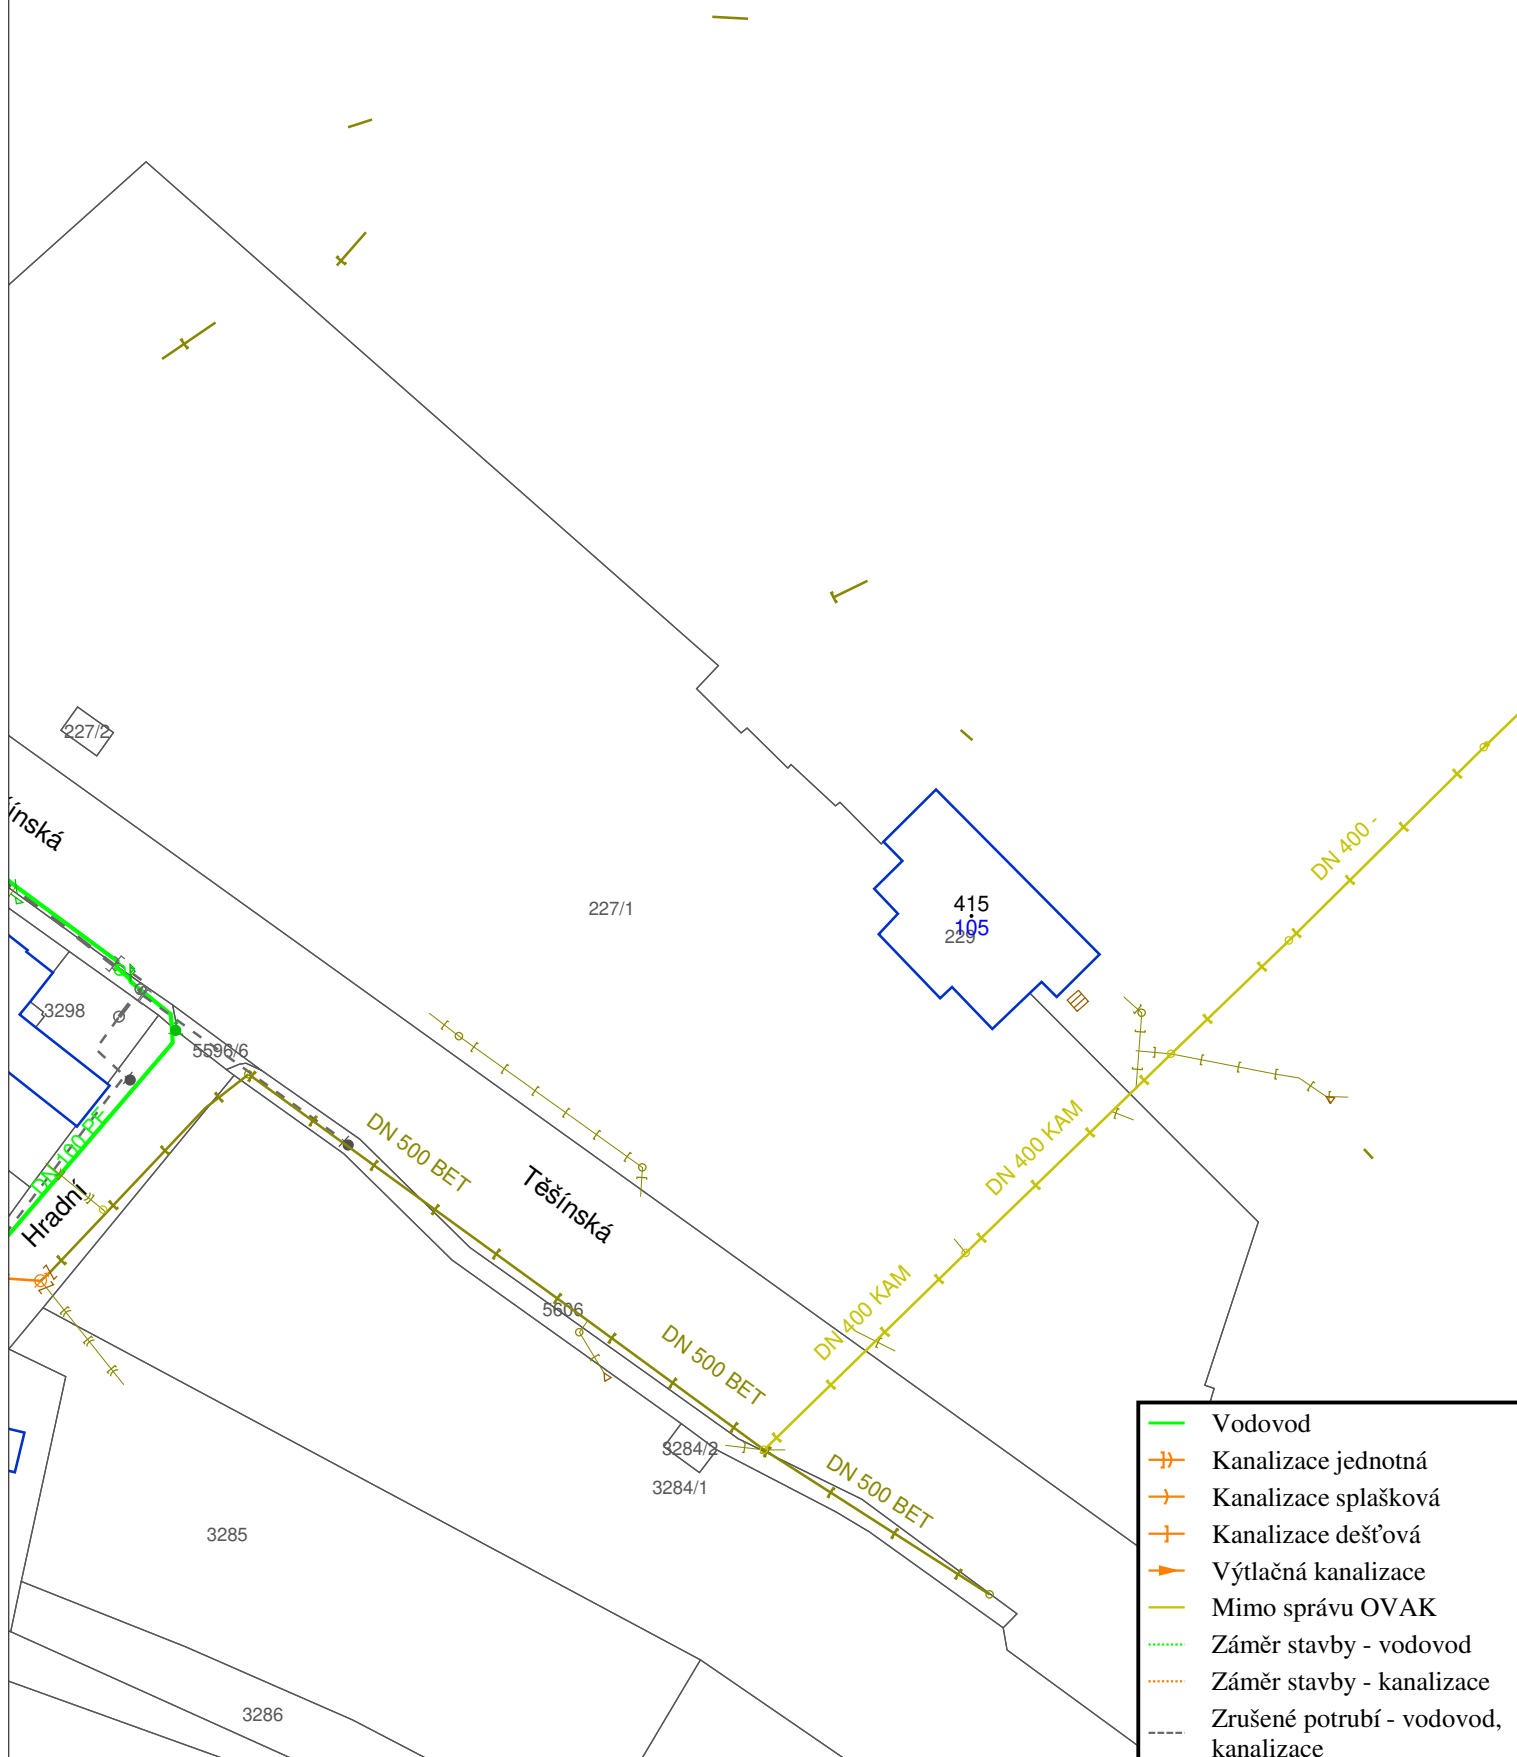 227/2
ínská
DN 400 -
227/1
415
105
229
3298
5596/6
DN 100 PE
Hradní
DN 500 BET
Těšínská
DN 400 KAM
DN 400 KAM
5606
DN 500 BET
3284/2
3284/1
DN 500 BET
3285
3286
Vodovod
Kanalizace jednotná
Kanalizace splašková
Kanalizace dešťová
Výtlačná kanalizace
Mimo správu OVAK
Záměr stavby - vodovod
Záměr stavby - kanalizace
Zrušené potrubí - vodovod,
kanalizace